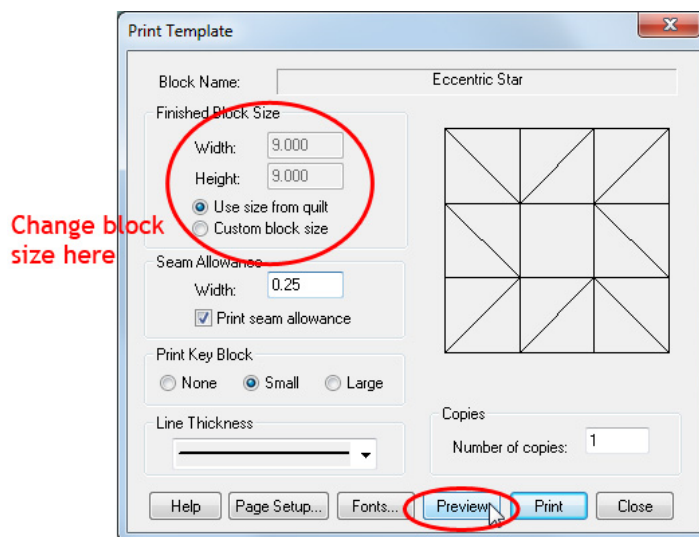 Print Template
Block Name: Eccentric Star
Finished Block Size
Width: 9.000
Height: 9.000
Use size from quilt
Custom block size
Change block
size here
Seam Allowance
Width: 0.25
Print seam allowance
Print Key Block
None Small Large
Line Thickness
Copies
Number of copies: 1
Help Page Setup... Fonts... Preview Print Close